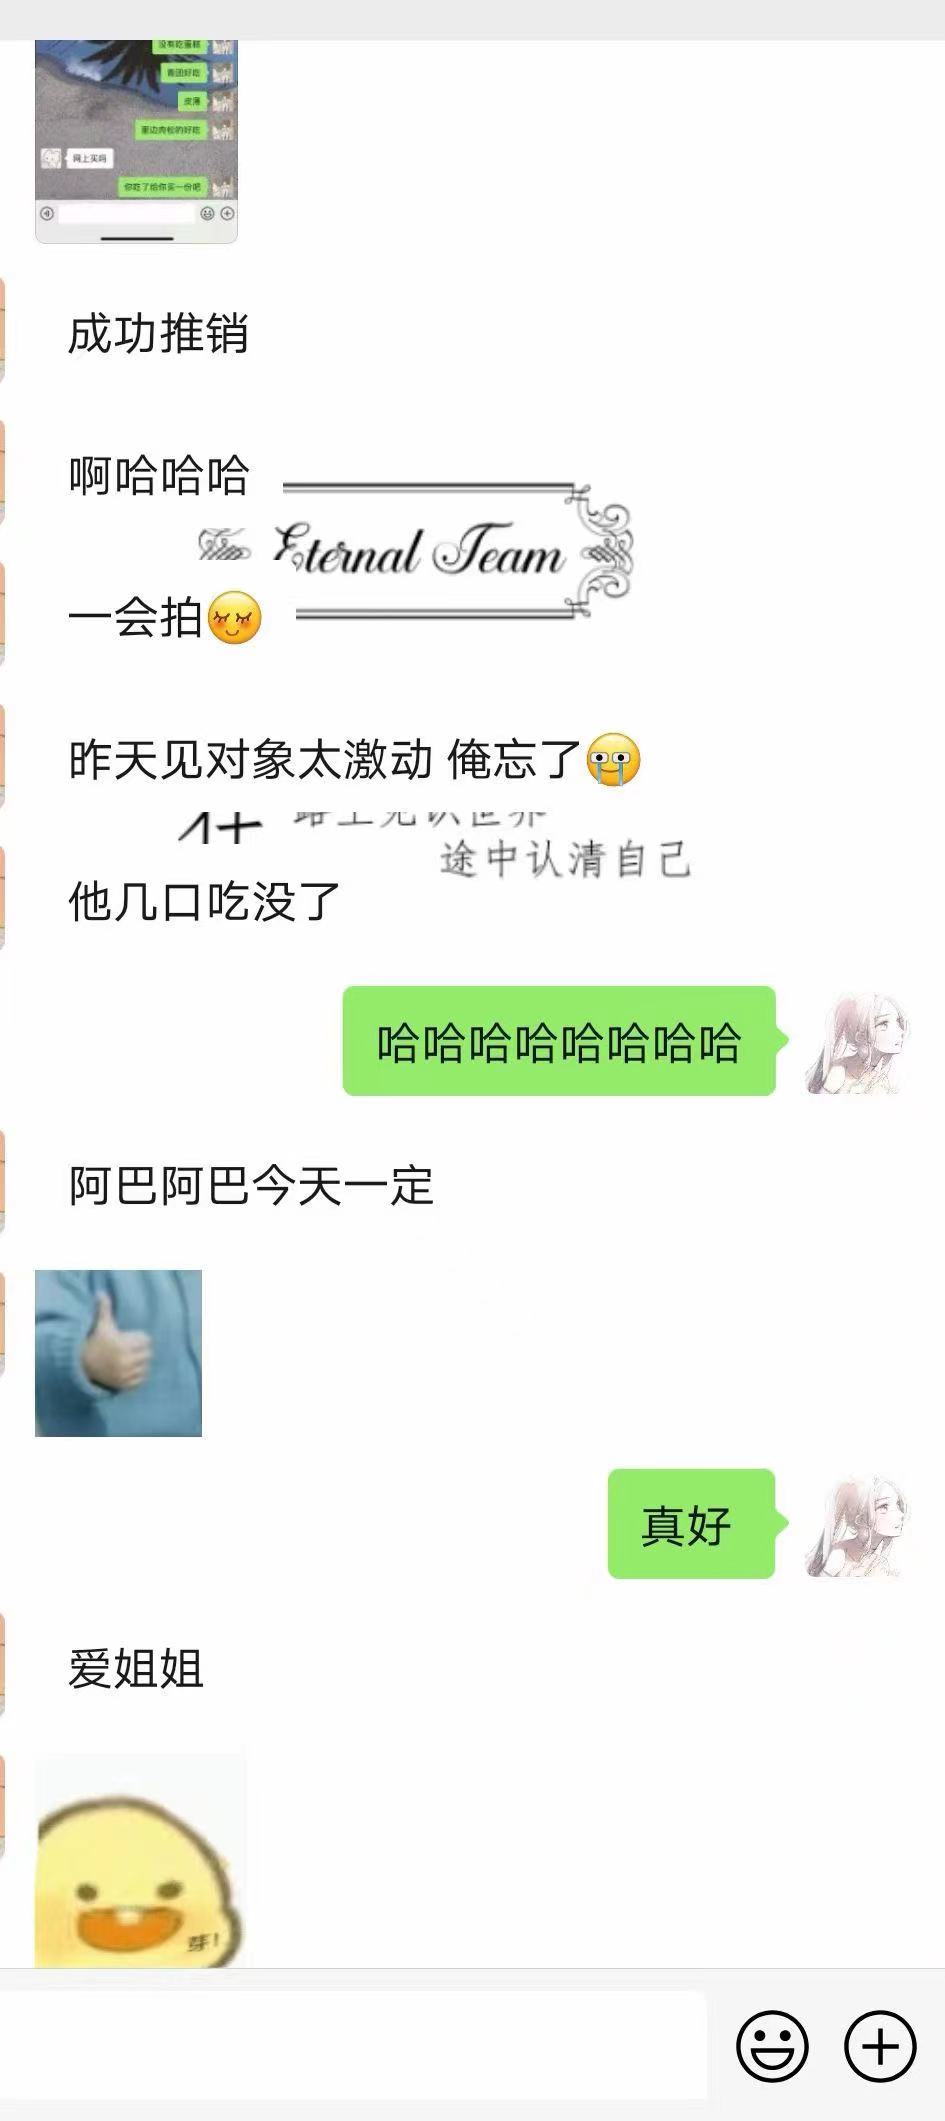 没有吃蛋糕
青团好吃
皮薄
里边肉松的好吃
网上买吗
你吃了给你买一份吧
成功推销
啊哈哈哈
Eternal Team
一会拍
昨天见对象太激动 俺忘了
途中认清自己
他几口吃没了
哈哈哈哈哈哈哈哈
阿巴阿巴今天一定
真好
爱姐姐
芽!